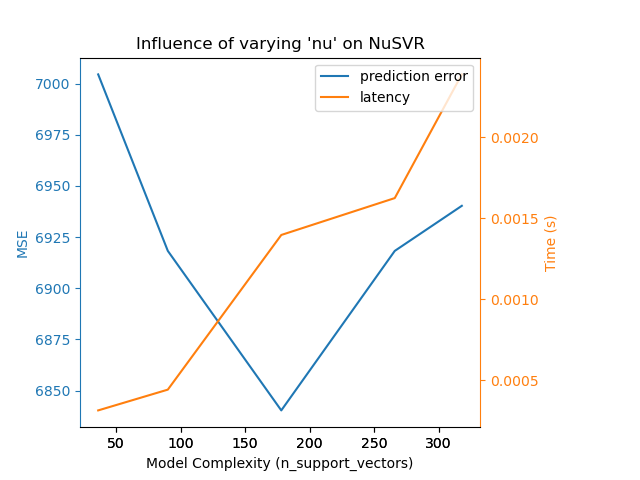 Influence of varying 'nu' on NuSVR
prediction error
latency
7000
6975
6950
6925
6900
6875
6850
MSE
0.0020
0.0015
0.0010
0.0005
Time (s)
50 100 150 200 250 300
Model Complexity (n_support_vectors)